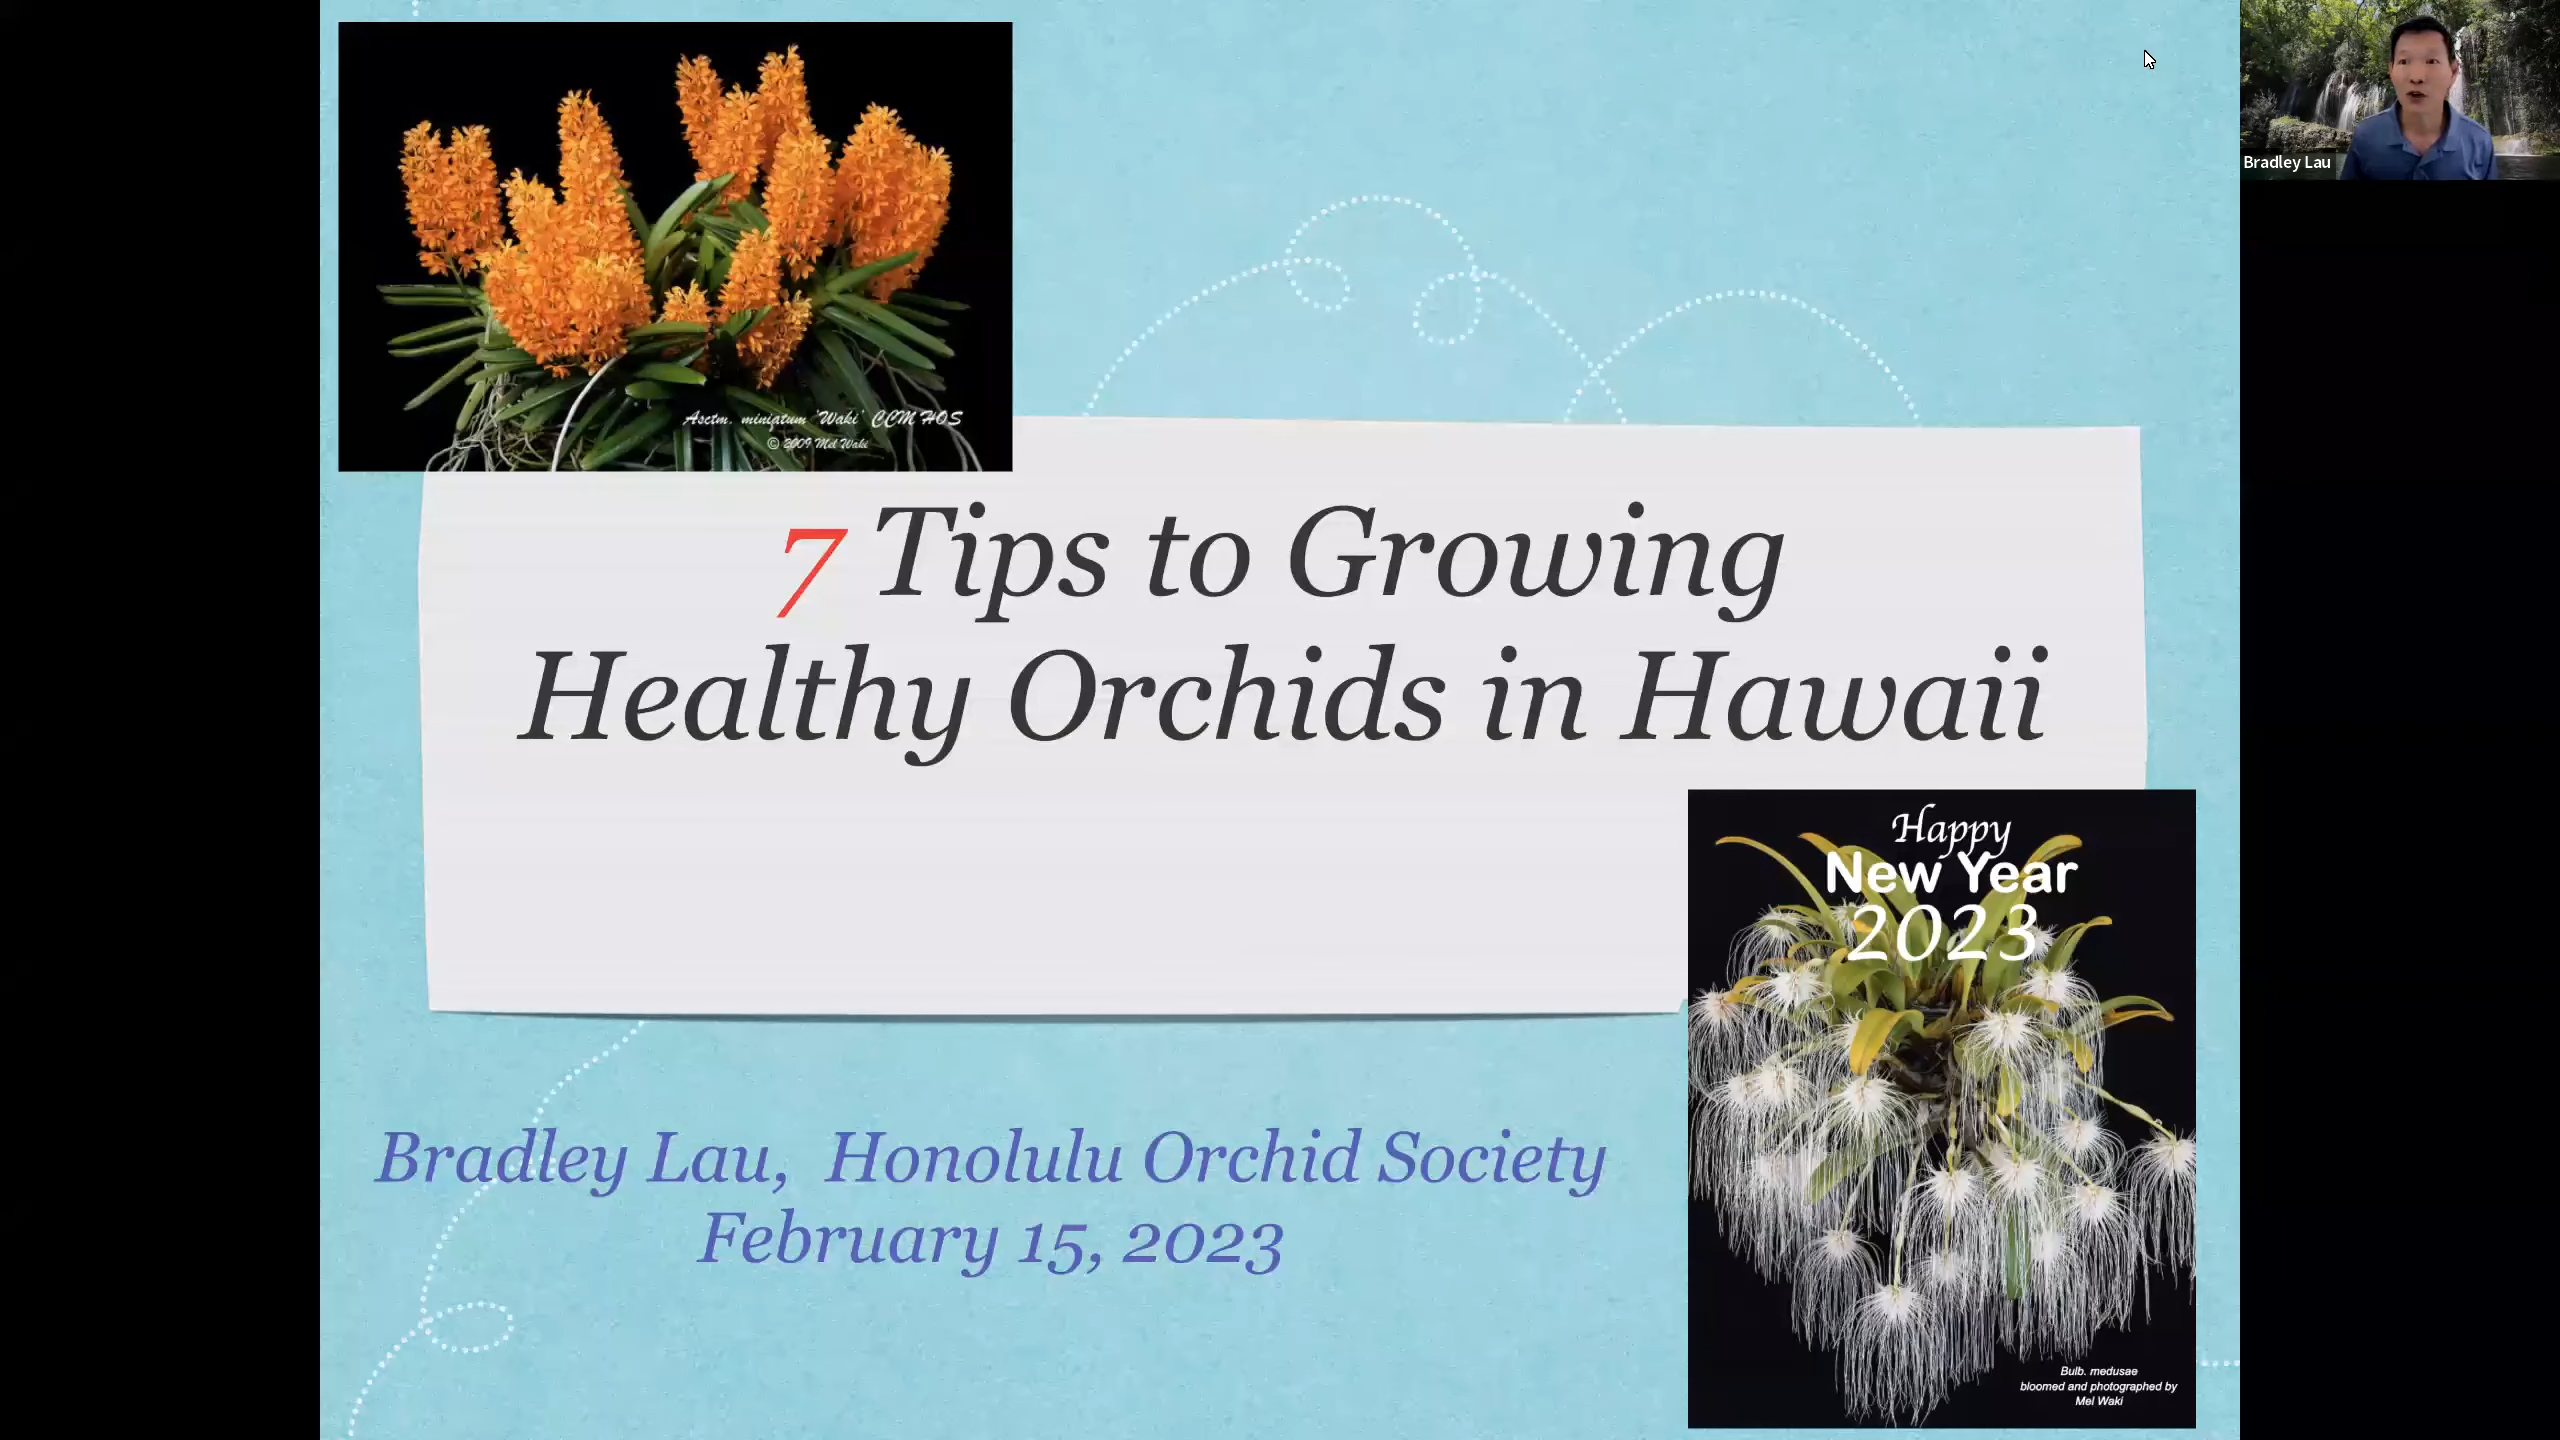 Asctm. miniatum 'Waki' CCM HOS
© 2009 Mel Waki
Bradley Lau
7 Tips to Growing
Healthy Orchids in Hawaii
Happy
New Year
2023
Bulb. medusae
bloomed and photographed by
Mel Waki
Bradley Lau, Honolulu Orchid Society
February 15, 2023